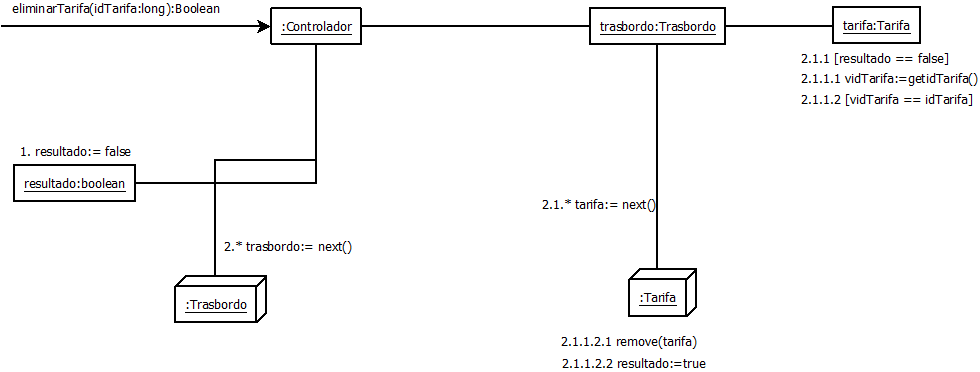 eliminarTarifa(idTarifa:long):Boolean
:Controlador
trasbordo:Trasbordo
tarifa:Tarifa
2.1.1 [resultado == false]
2.1.1.1 vidTarifa:=getidTarifa()
2.1.1.2 [vidTarifa == idTarifa]
1. resultado:= false
resultado:boolean
2.1.* tarifa:= next()
2.* trasbordo:= next()
:Trasbordo
:Tarifa
2.1.1.2.1 remove(tarifa)
2.1.1.2.2 resultado:=true